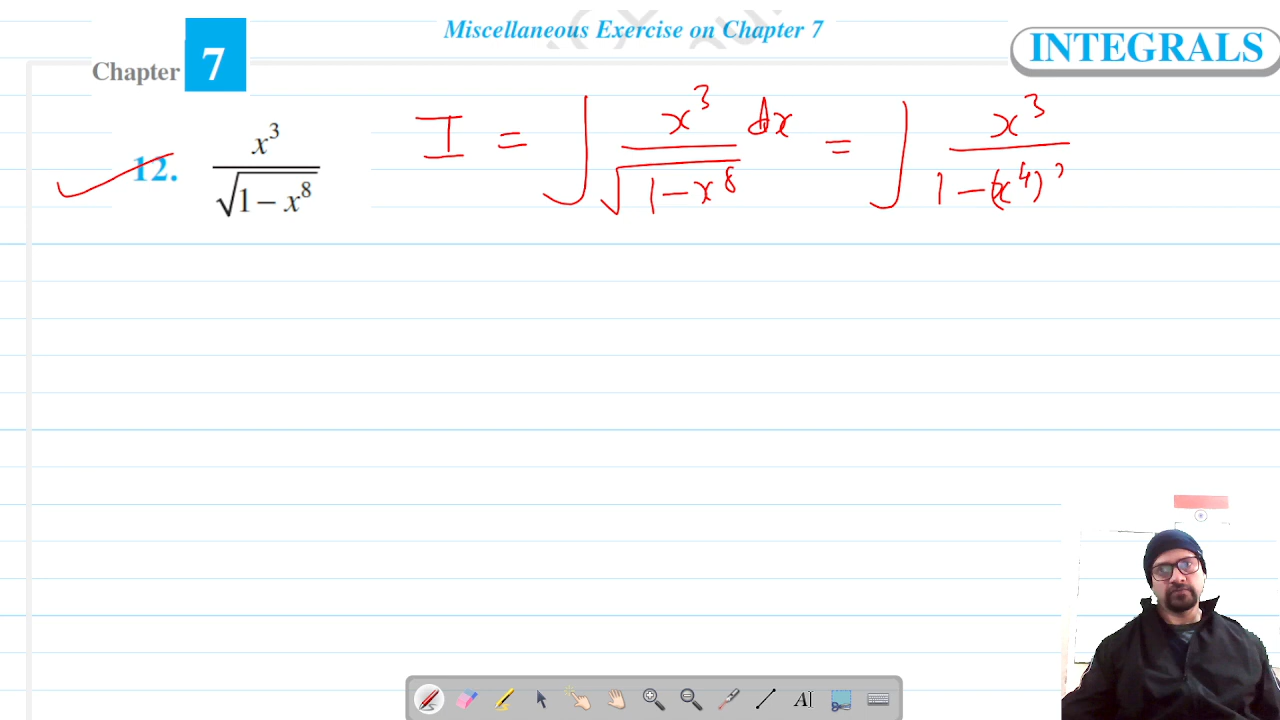 Miscellaneous Exercise on Chapter 7
Chapter 7
INTEGRALS
12. x³/√(1 − x⁸)
I = ∫ x³/√(1−x⁸) dx = ∫ x³/1−(x⁴)²
AI